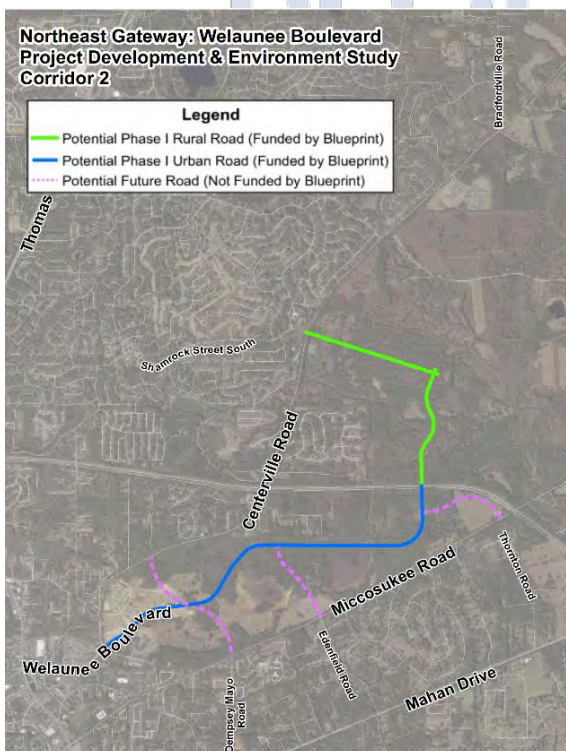 Northeast Gateway: Welaunee Boulevard
Project Development & Environment Study
Corridor 2
Legend
Potential Phase I Rural Road (Funded by Blueprint)
Potential Phase I Urban Road (Funded by Blueprint)
Potential Future Road (Not Funded by Blueprint)
Bradfordville Road
Thomas
Shamrock Street South
Centerville Road
Thornton Road
Miccosukee Road
Welaunee Boulevard
Edenfield Road
Dempsey Mayo
Road
Mahan Drive